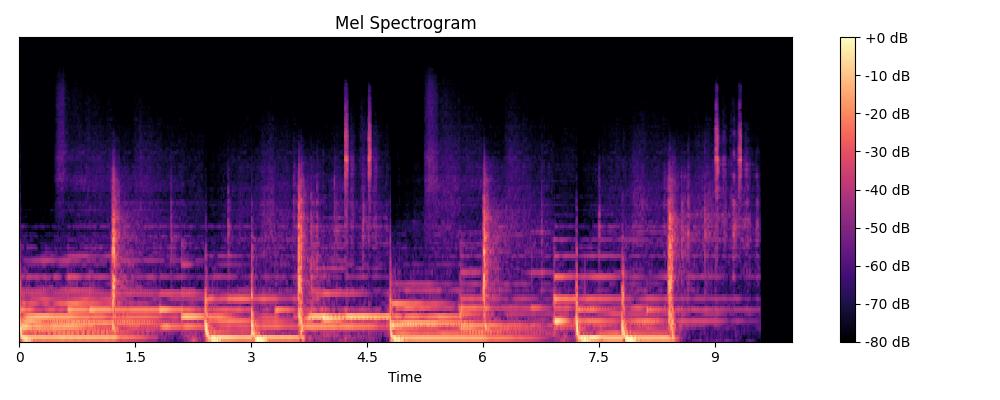 Mel Spectrogram
+0 dB
-10 dB
-20 dB
-30 dB
-40 dB
-50 dB
-60 dB
-70 dB
-80 dB
0 1.5 3 4.5 6 7.5 9
Time